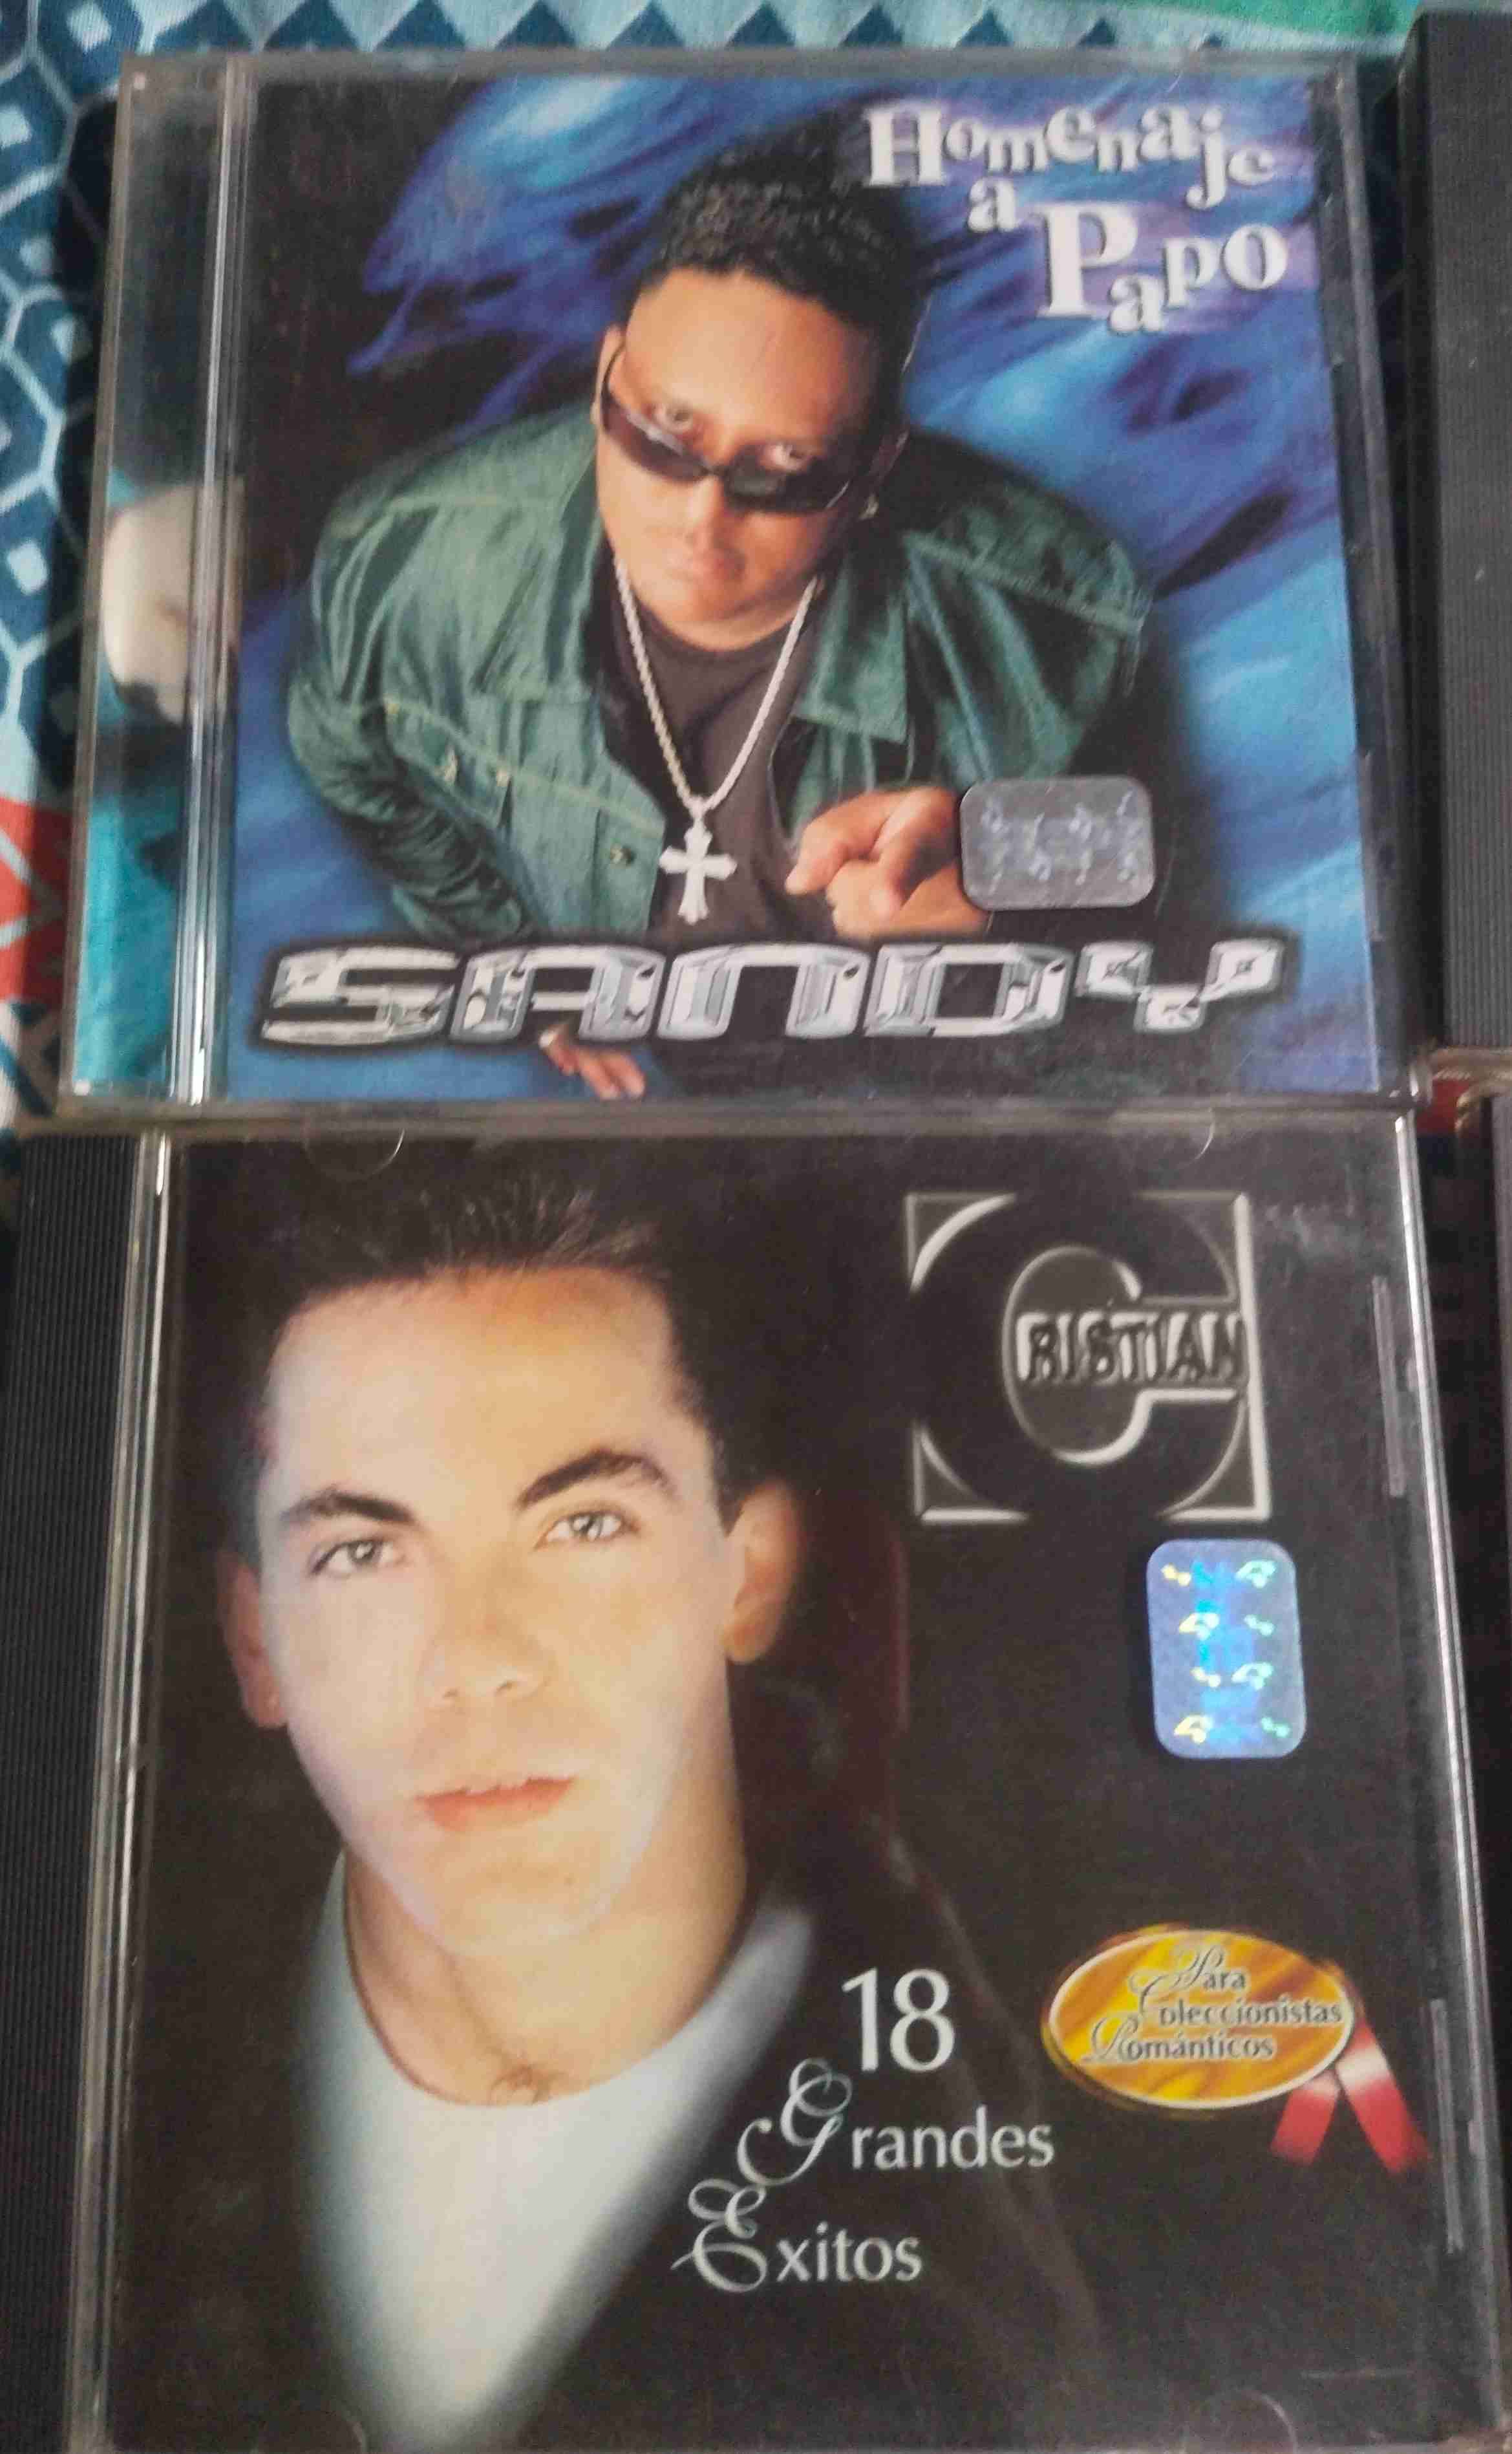 Homenaje
a Papo
SANDY
CRISTIAN
18
Grandes
Exitos
Para
Coleccionistas
Románticos